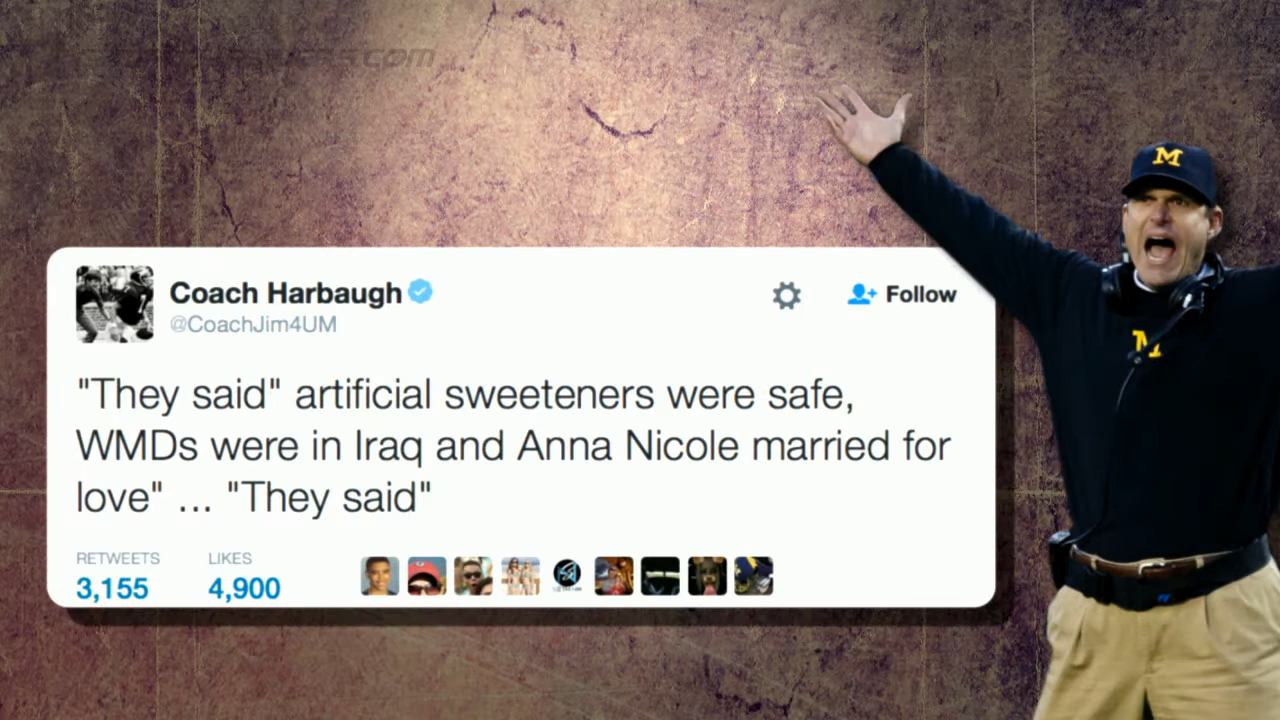 Coach Harbaugh
@CoachJim4UM
Follow
"They said" artificial sweeteners were safe,
WMDs were in Iraq and Anna Nicole married for
love" ... "They said"
RETWEETS LIKES
3,155 4,900
M
M